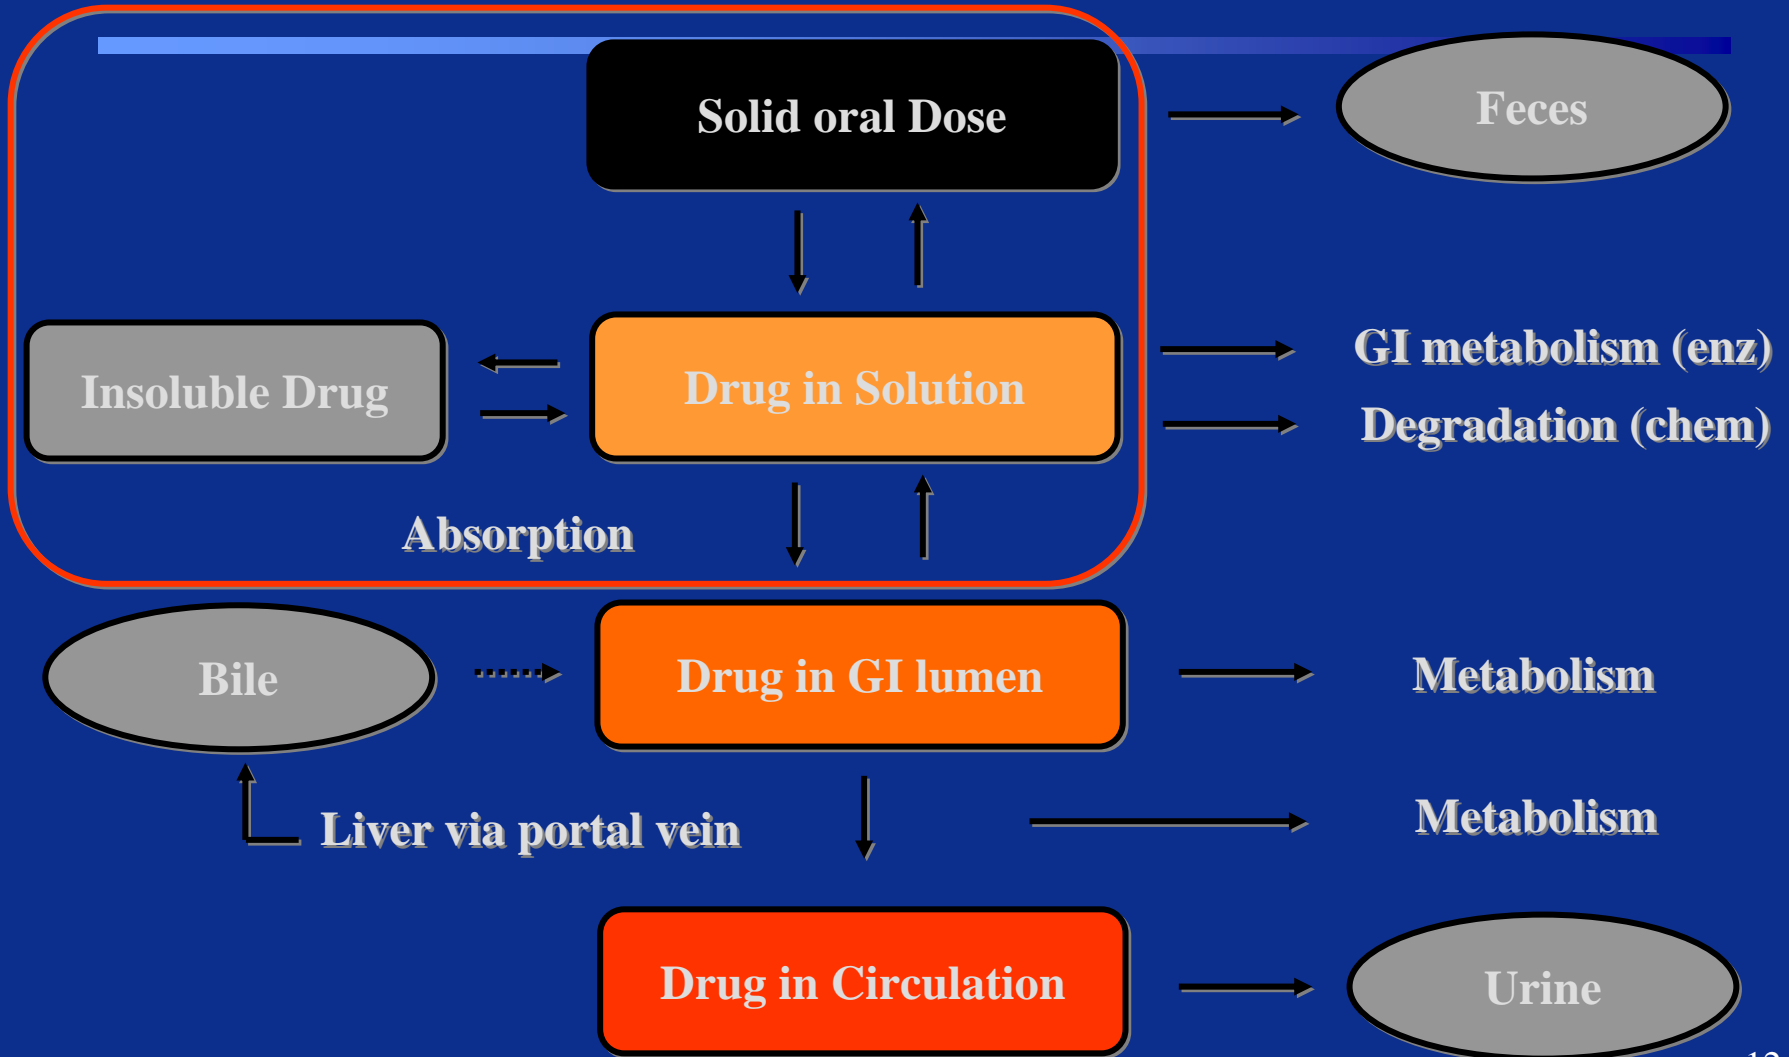 Solid oral Dose
Feces
Insoluble Drug
Drug in Solution
GI metabolism (enz)
Degradation (chem)
Absorption
Bile
Drug in GI lumen
Metabolism
Liver via portal vein
Metabolism
Drug in Circulation
Urine